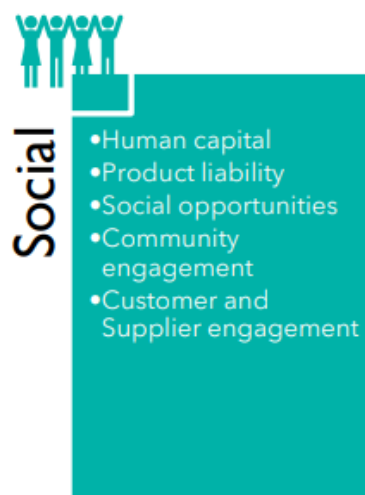 Social
•Human capital
•Product liability
•Social opportunities
•Community
engagement
•Customer and
Supplier engagement